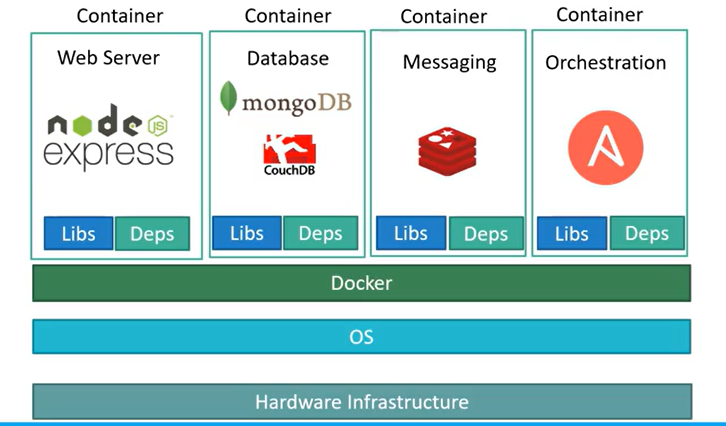 Container
Container
Container
Container
Web Server
Database
Messaging
Orchestration
node JS
express
mongoDB
CouchDB
A
Libs
Deps
Libs
Deps
Libs
Deps
Libs
Deps
Docker
OS
Hardware Infrastructure